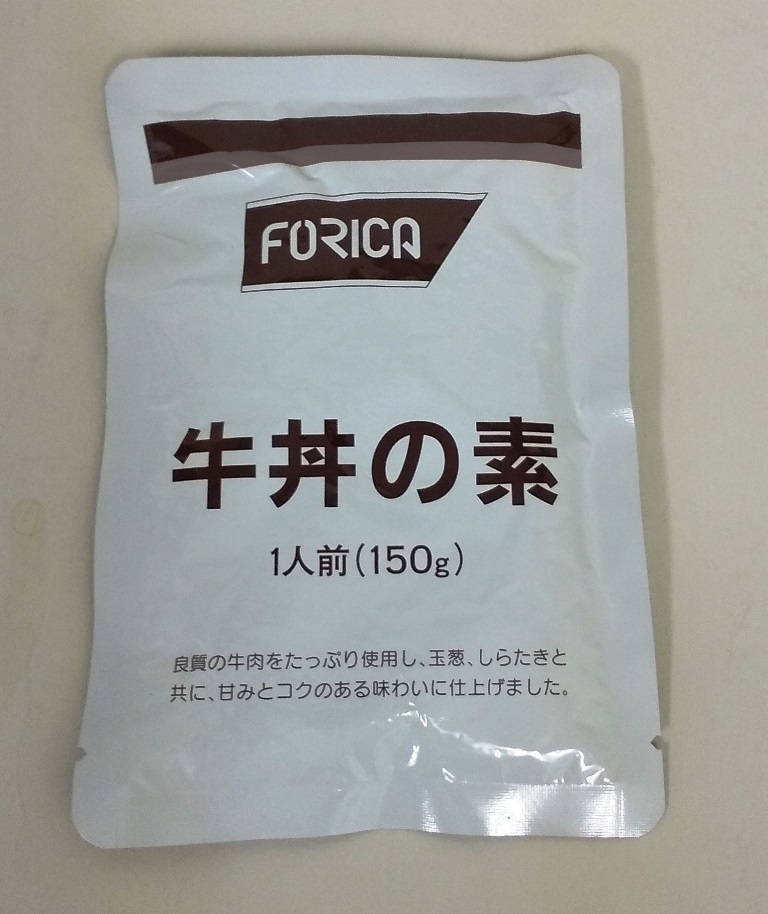 FORICA
牛丼の素
1人前(150g)
良質の牛肉をたっぷり使用し、玉葱、しらたきと
共に、甘みとコクのある味わいに仕上げました。